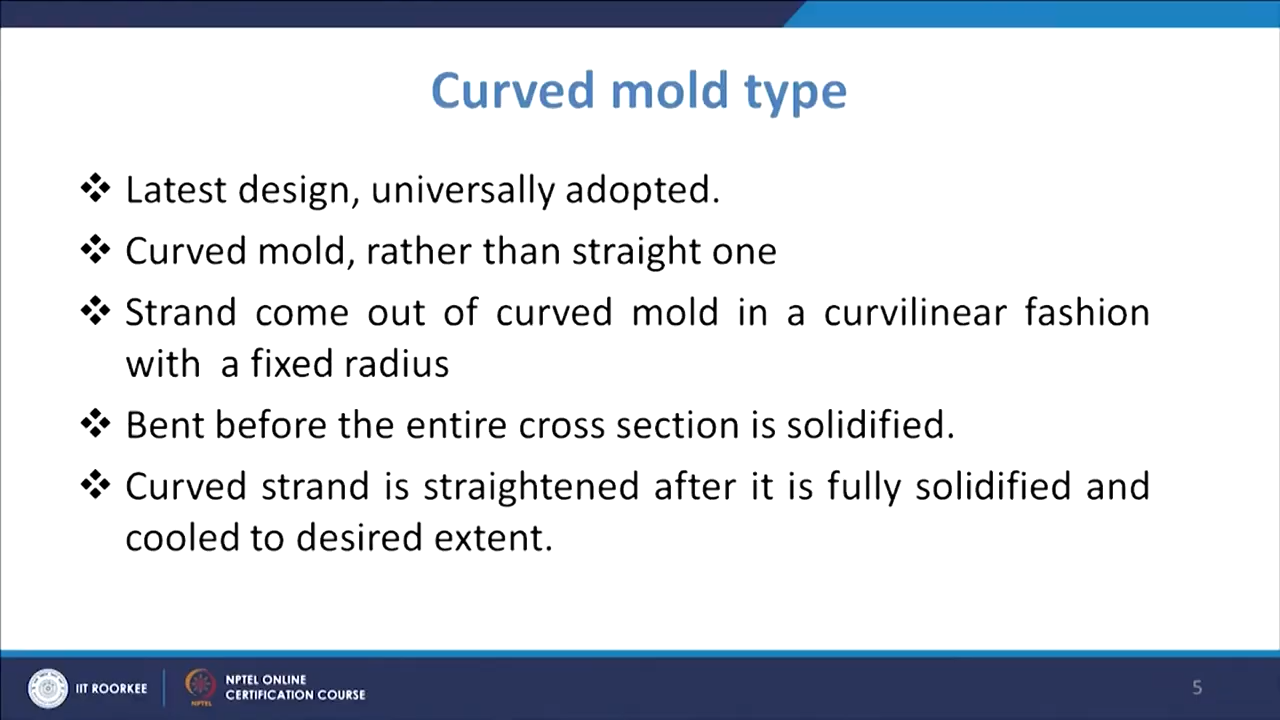 Curved mold type
❖ Latest design, universally adopted.
❖ Curved mold, rather than straight one
❖ Strand come out of curved mold in a curvilinear fashion
with a fixed radius
❖ Bent before the entire cross section is solidified.
❖ Curved strand is straightened after it is fully solidified and
cooled to desired extent.
IIT ROORKEE
NPTEL
NPTEL ONLINE
CERTIFICATION COURSE
5